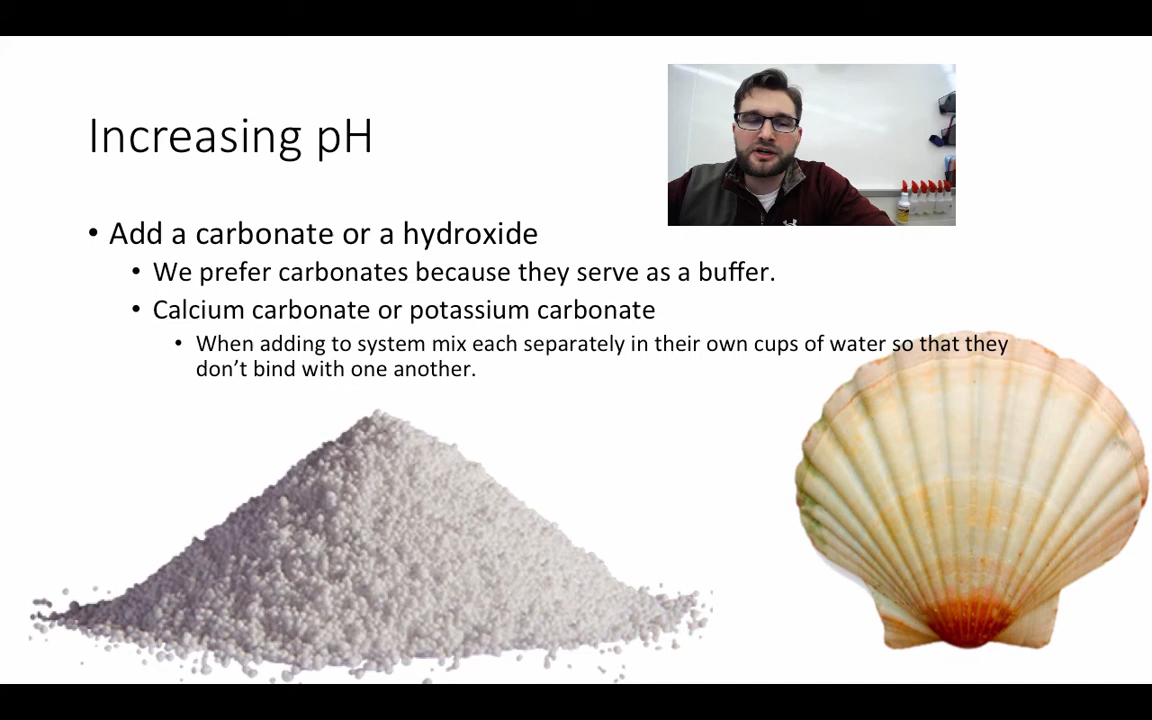 Increasing pH
• Add a carbonate or a hydroxide
• We prefer carbonates because they serve as a buffer.
• Calcium carbonate or potassium carbonate
• When adding to system mix each separately in their own cups of water so that they
don’t bind with one another.